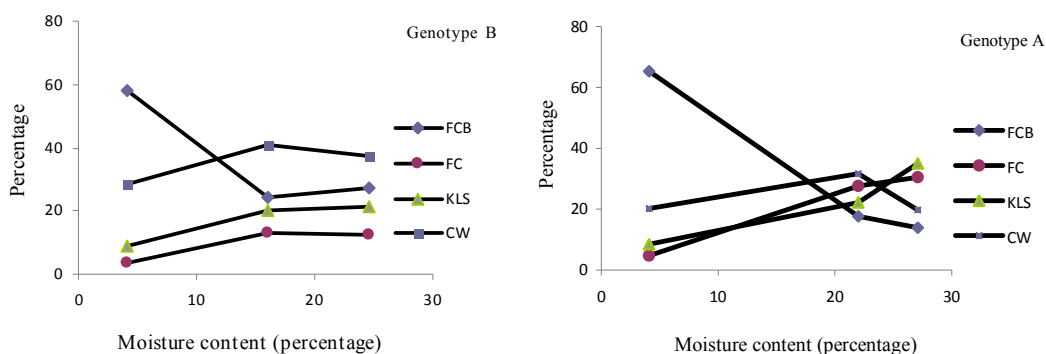 Genotype B
Percentage
80
60
40
20
0
0 10 20 30
Moisture content (percentage)
FCB
FC
KLS
CW
Genotype A
Percentage
80
60
40
20
0
0 10 20 30
Moisture content (percentage)
FCB
FC
KLS
CW